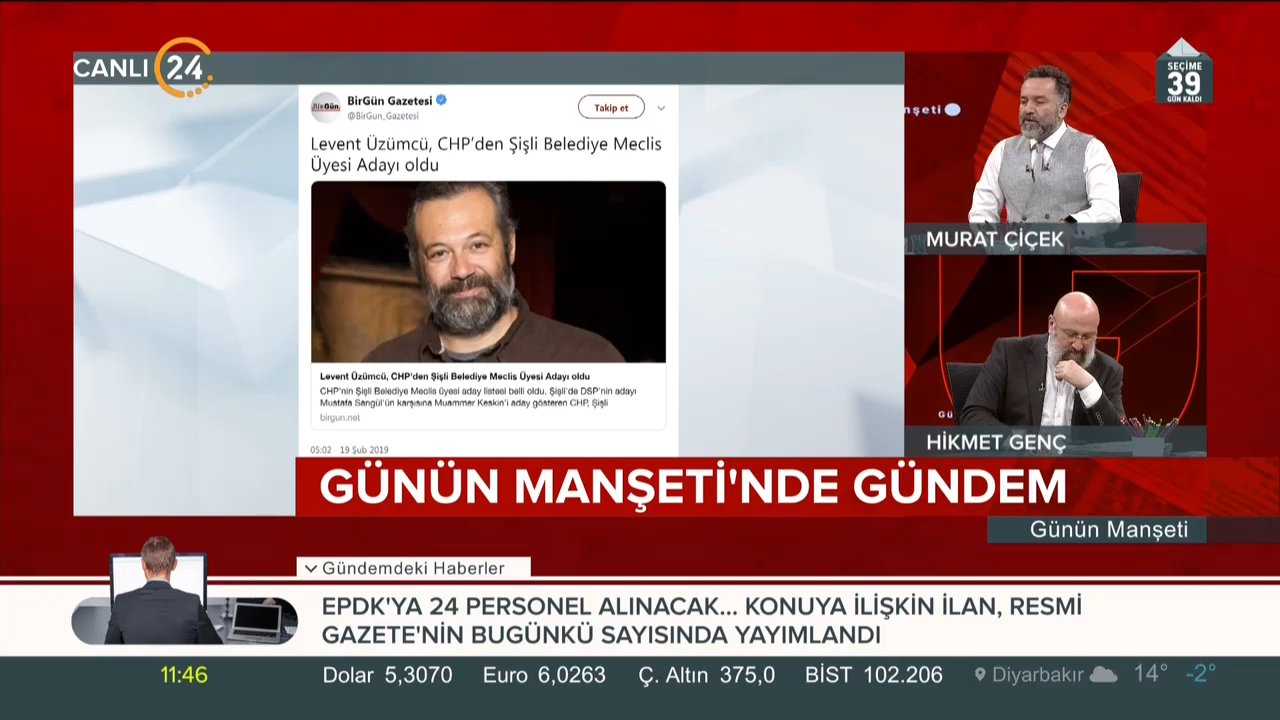 CANLI 24
BirGün Gazetesi
@BirGun_Gazetesi
Takip et
Levent Üzümcü, CHP'den Şişli Belediye Meclis
Üyesi Adayı oldu
Levent Üzümcü, CHP'den Şişli Belediye Meclis Üyesi Adayı oldu
CHP'nin Şişli Belediye Meclis üyesi aday listesi belli oldu. Şişli'de DSP'nin adayı
Mustafa Sarıgül'ün karşısına Muammer Keskin'i aday gösteren CHP, Şişli
birgun.net
05:02 19 Şub 2019
SEÇİME
39
GÜN KALDI
nşeti
MURAT ÇİÇEK
Gü
HİKMET GENÇ
GÜNÜN MANŞETİ'NDE GÜNDEM
Günün Manşeti
Gündemdeki Haberler
EPDK'YA 24 PERSONEL ALINACAK... KONUYA İLİŞKİN İLAN, RESMİ
GAZETE'NİN BUGÜNKÜ SAYISINDA YAYIMLANDI
11:46 Dolar 5,3070 Euro 6,0263 Ç. Altın 375,0 BİST 102.206 Diyarbakır 14° -2°